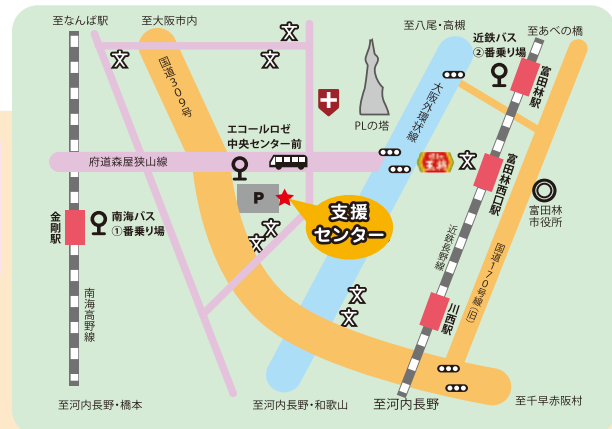 至なんば駅
至大阪市内
至八尾・高槻
至あべの橋
近鉄バス
②番乗り場
国道309号
大阪外環状線
富田林駅
PLの塔
エコールロゼ
中央センター前
府道森屋狭山線
富田林西口駅
P
支援
センター
富田林
市役所
金剛駅
南海バス
①番乗り場
近鉄長野線
国道170号線(旧)
南海高野線
川西駅
至河内長野・橋本
至河内長野・和歌山
至河内長野
至千早赤阪村